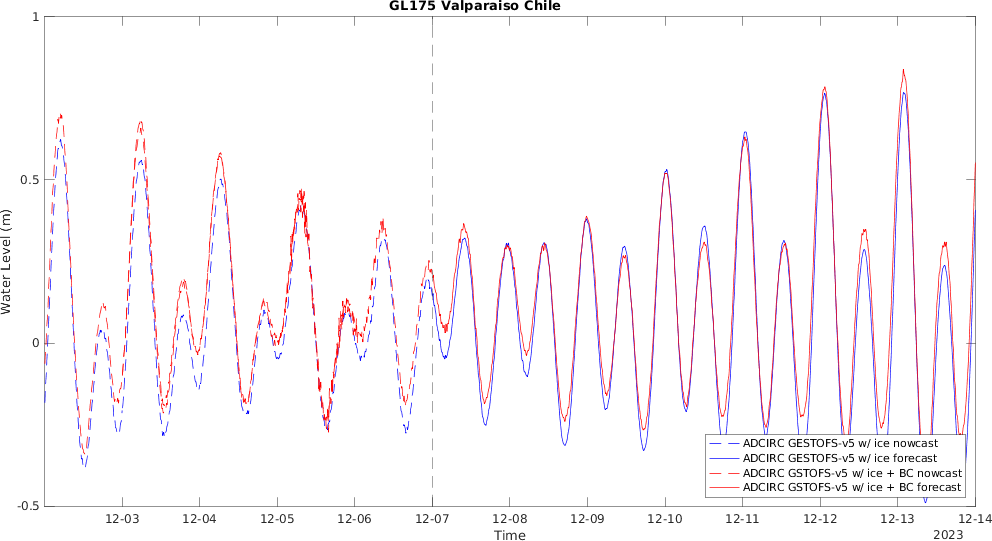 GL175 Valparaiso Chile
1
0.5
0
-0.5
Water Level (m)
ADCIRC GESTOFS-v5 w/ ice nowcast
ADCIRC GESTOFS-v5 w/ ice forecast
ADCIRC GSTOFS-v5 w/ ice + BC nowcast
ADCIRC GSTOFS-v5 w/ ice + BC forecast
12-03 12-04 12-05 12-06 12-07 12-08 12-09 12-10 12-11 12-12 12-13 12-14
Time
2023